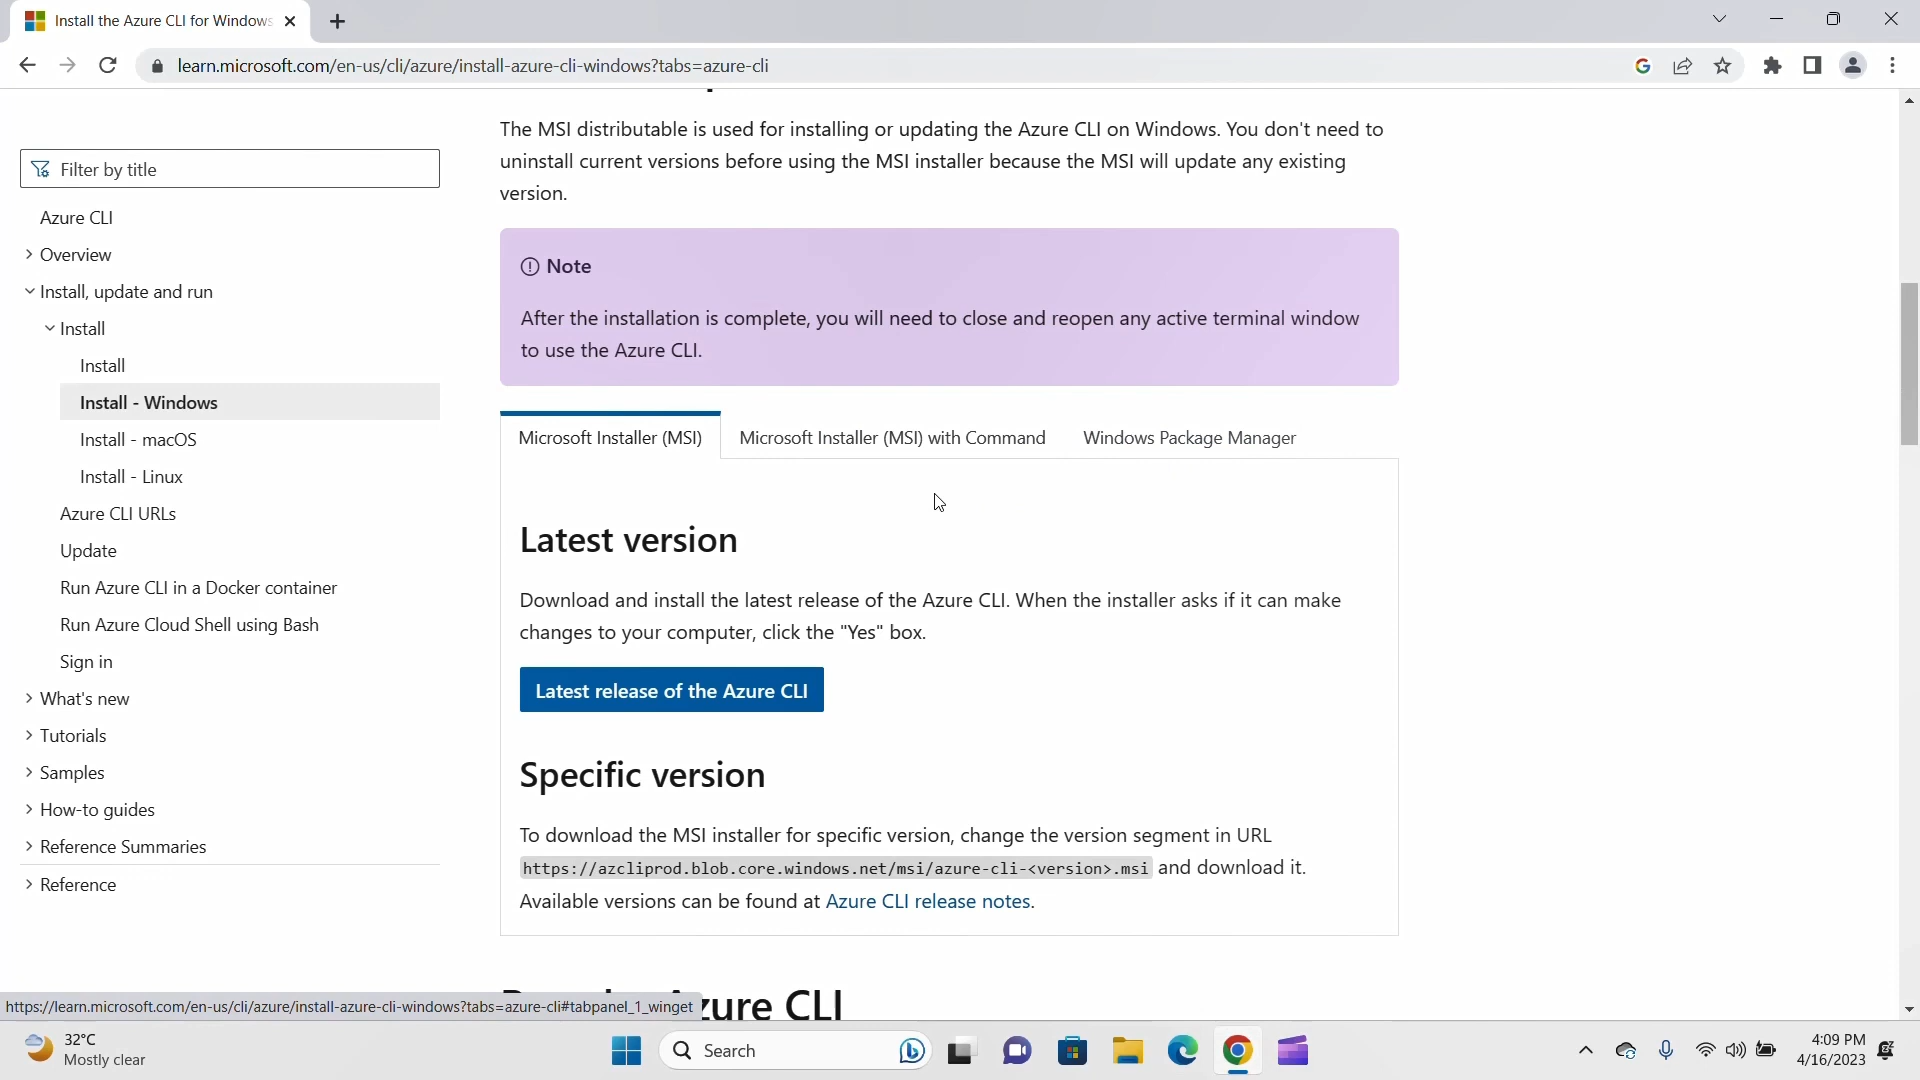 Install the Azure CLI for Windows
learn.microsoft.com/en-us/cli/azure/install-azure-cli-windows?tabs=azure-cli
Filter by title
Azure CLI
Overview
Install, update and run
Install
Install
Install - Windows
Install - macOS
Install - Linux
Azure CLI URLs
Update
Run Azure CLI in a Docker container
Run Azure Cloud Shell using Bash
Sign in
What's new
Tutorials
Samples
How-to guides
Reference Summaries
Reference
The MSI distributable is used for installing or updating the Azure CLI on Windows. You don't need to
uninstall current versions before using the MSI installer because the MSI will update any existing
version.
Note
After the installation is complete, you will need to close and reopen any active terminal window
to use the Azure CLI.
Microsoft Installer (MSI) Microsoft Installer (MSI) with Command Windows Package Manager
Latest version
Download and install the latest release of the Azure CLI. When the installer asks if it can make
changes to your computer, click the "Yes" box.
Latest release of the Azure CLI
Specific version
To download the MSI installer for specific version, change the version segment in URL
https://azcliprod.blob.core.windows.net/msi/azure-cli-<version>.msi and download it.
Available versions can be found at Azure CLI release notes.
Azure CLI
https://learn.microsoft.com/en-us/cli/azure/install-azure-cli-windows?tabs=azure-cli#tabpanel_1_winget
32°C
Mostly clear
Search
4:09 PM
4/16/2023